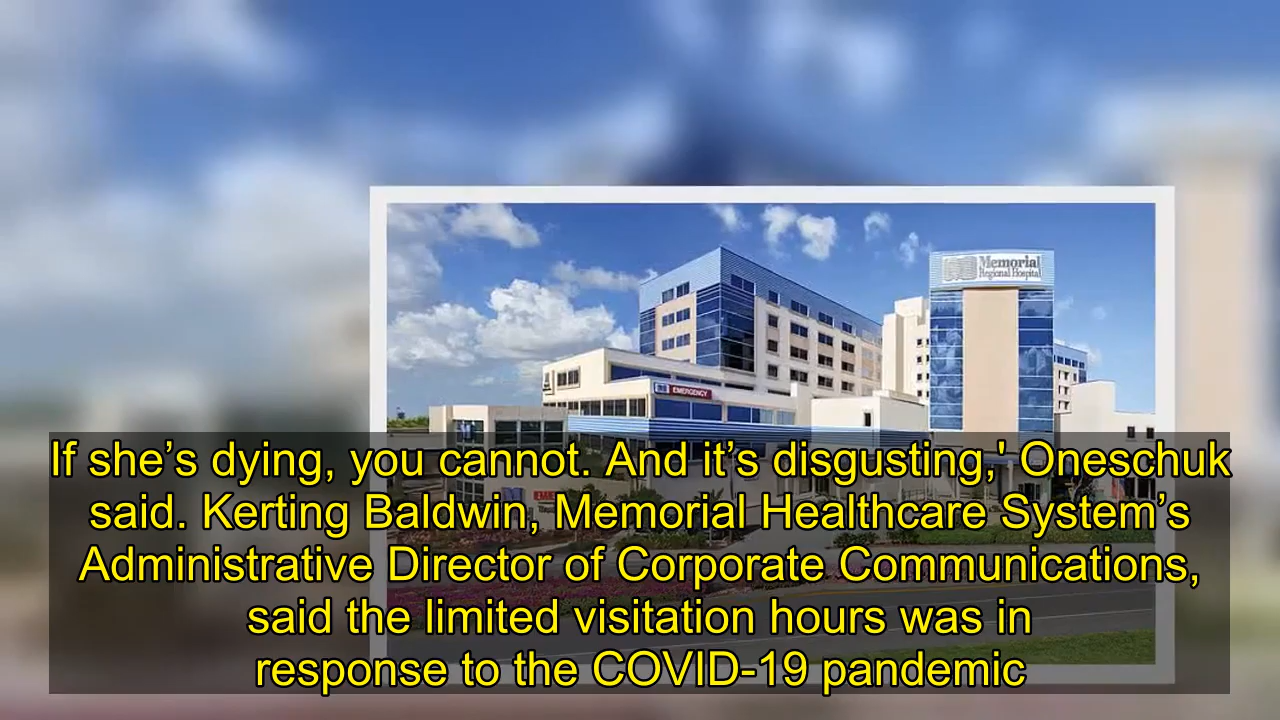 Memorial
Regional Hospital
EMERGENCY
If she’s dying, you cannot. And it’s disgusting,' Oneschuk
said. Kerting Baldwin, Memorial Healthcare System’s
Administrative Director of Corporate Communications,
said the limited visitation hours was in
response to the COVID-19 pandemic